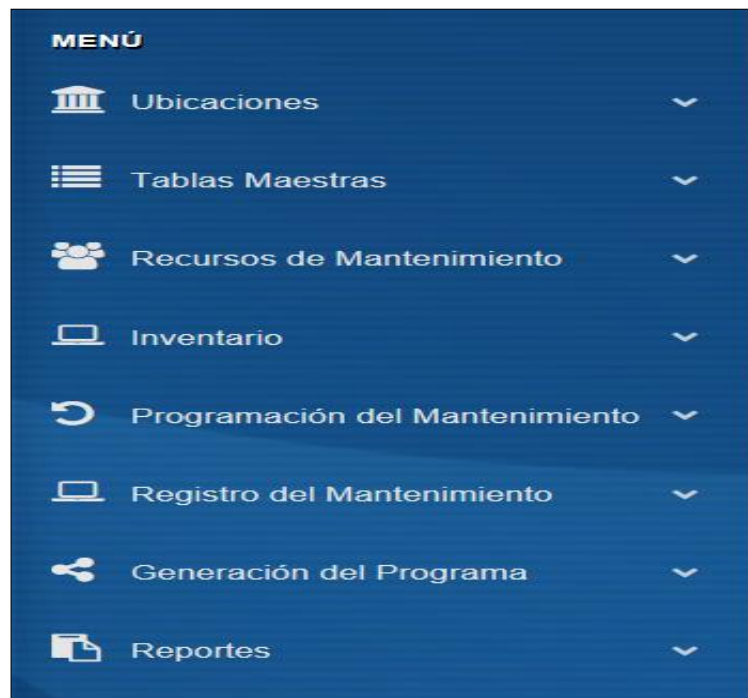 MENÚ
Ubicaciones
Tablas Maestras
Recursos de Mantenimiento
Inventario
Programación del Mantenimiento
Registro del Mantenimiento
Generación del Programa
Reportes